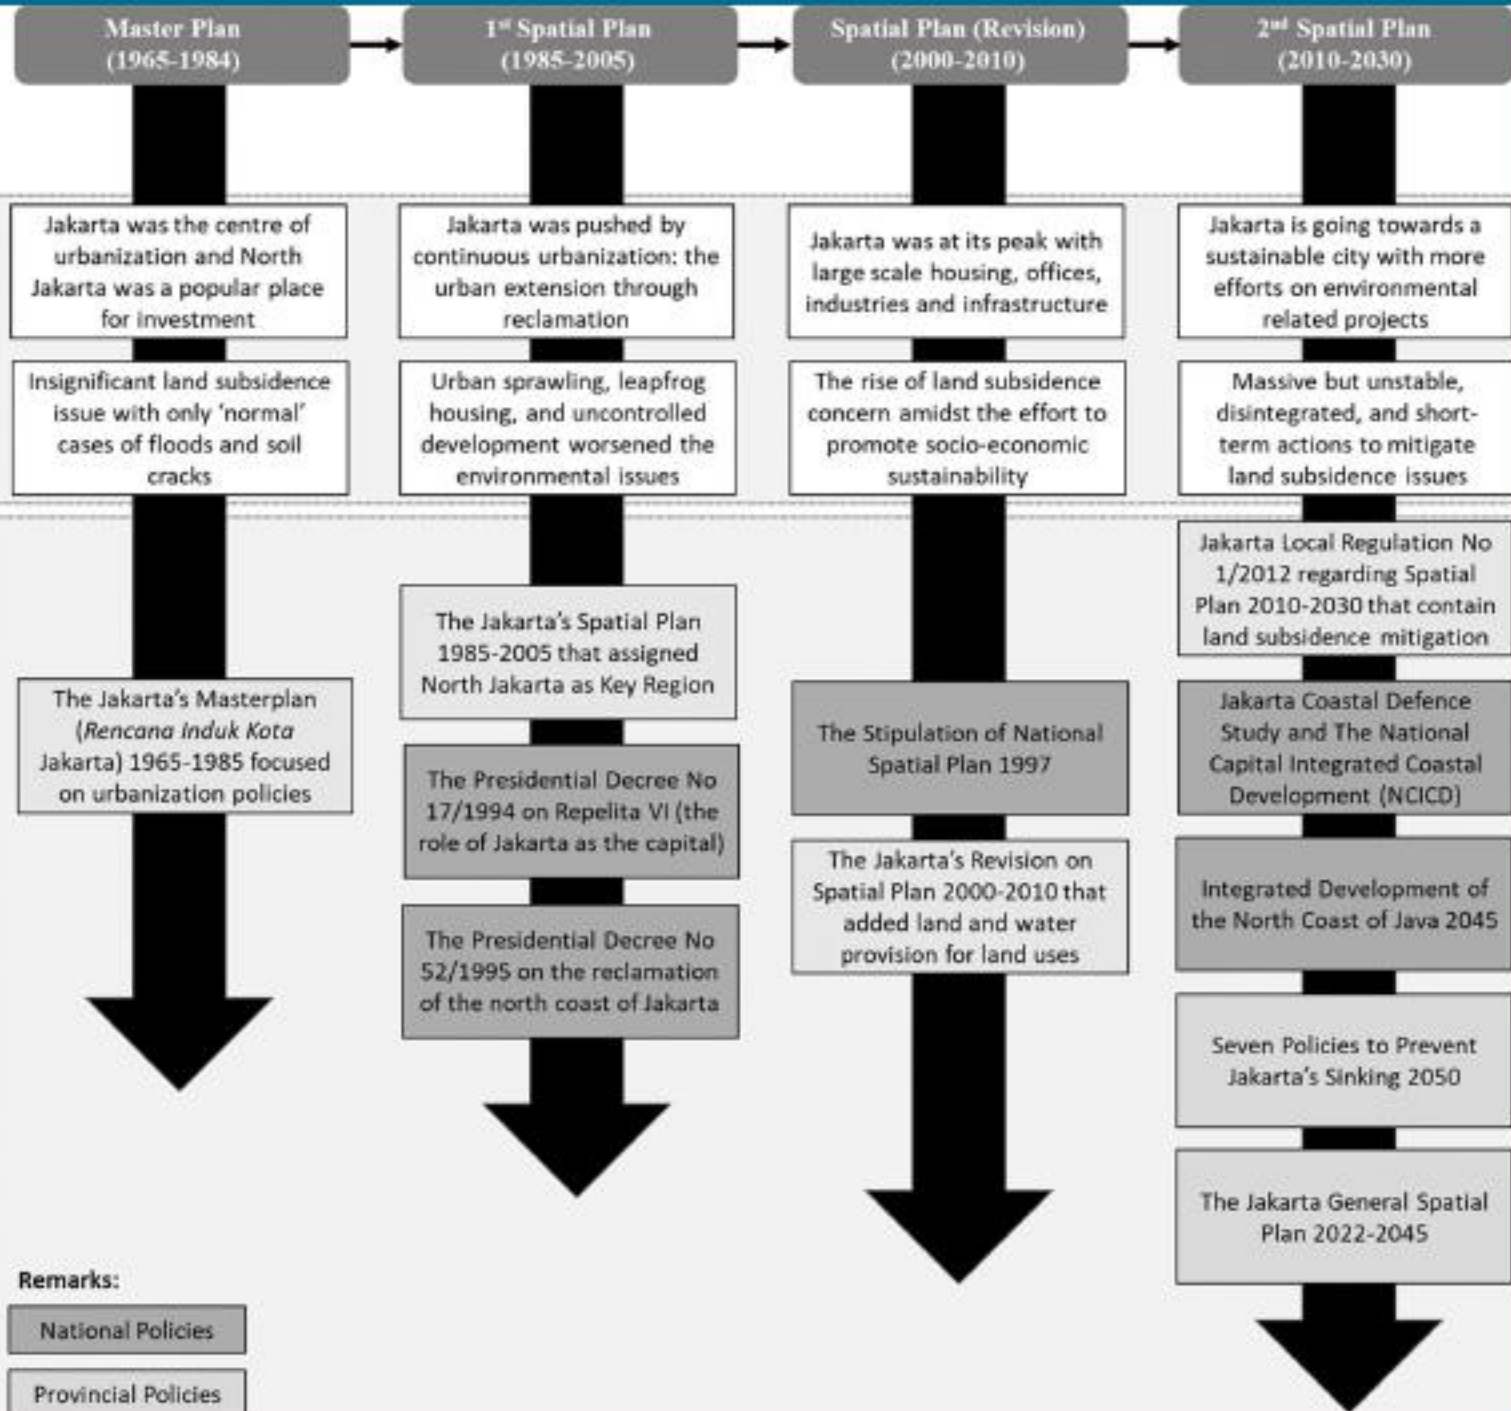 Master Plan
(1965-1984)
1st Spatial Plan
(1985-2005)
Spatial Plan (Revision)
(2000-2010)
2nd Spatial Plan
(2010-2030)
Jakarta was the centre of
urbanization and North
Jakarta was a popular place
for investment
Jakarta was pushed by
continuous urbanization: the
urban extension through
reclamation
Jakarta was at its peak with
large scale housing, offices,
industries and infrastructure
Jakarta is going towards a
sustainable city with more
efforts on environmental
related projects
Insignificant land subsidence
issue with only ‘normal’
cases of floods and soil
cracks
Urban sprawling, leapfrog
housing, and uncontrolled
development worsened the
environmental issues
The rise of land subsidence
concern amidst the effort to
promote socio-economic
sustainability
Massive but unstable,
disintegrated, and short-
term actions to mitigate
land subsidence issues
The Jakarta’s Masterplan
(Rencana Induk Kota
Jakarta) 1965-1985 focused
on urbanization policies
The Jakarta’s Spatial Plan
1985-2005 that assigned
North Jakarta as Key Region
The Presidential Decree No
17/1994 on Repelita VI (the
role of Jakarta as the capital)
The Presidential Decree No
52/1995 on the reclamation
of the north coast of Jakarta
The Stipulation of National
Spatial Plan 1997
The Jakarta’s Revision on
Spatial Plan 2000-2010 that
added land and water
provision for land uses
Jakarta Local Regulation No
1/2012 regarding Spatial
Plan 2010-2030 that contain
land subsidence mitigation
Jakarta Coastal Defence
Study and The National
Capital Integrated Coastal
Development (NCICD)
Integrated Development of
the North Coast of Java 2045
Seven Policies to Prevent
Jakarta’s Sinking 2050
The Jakarta General Spatial
Plan 2022-2045
Remarks:
National Policies
Provincial Policies